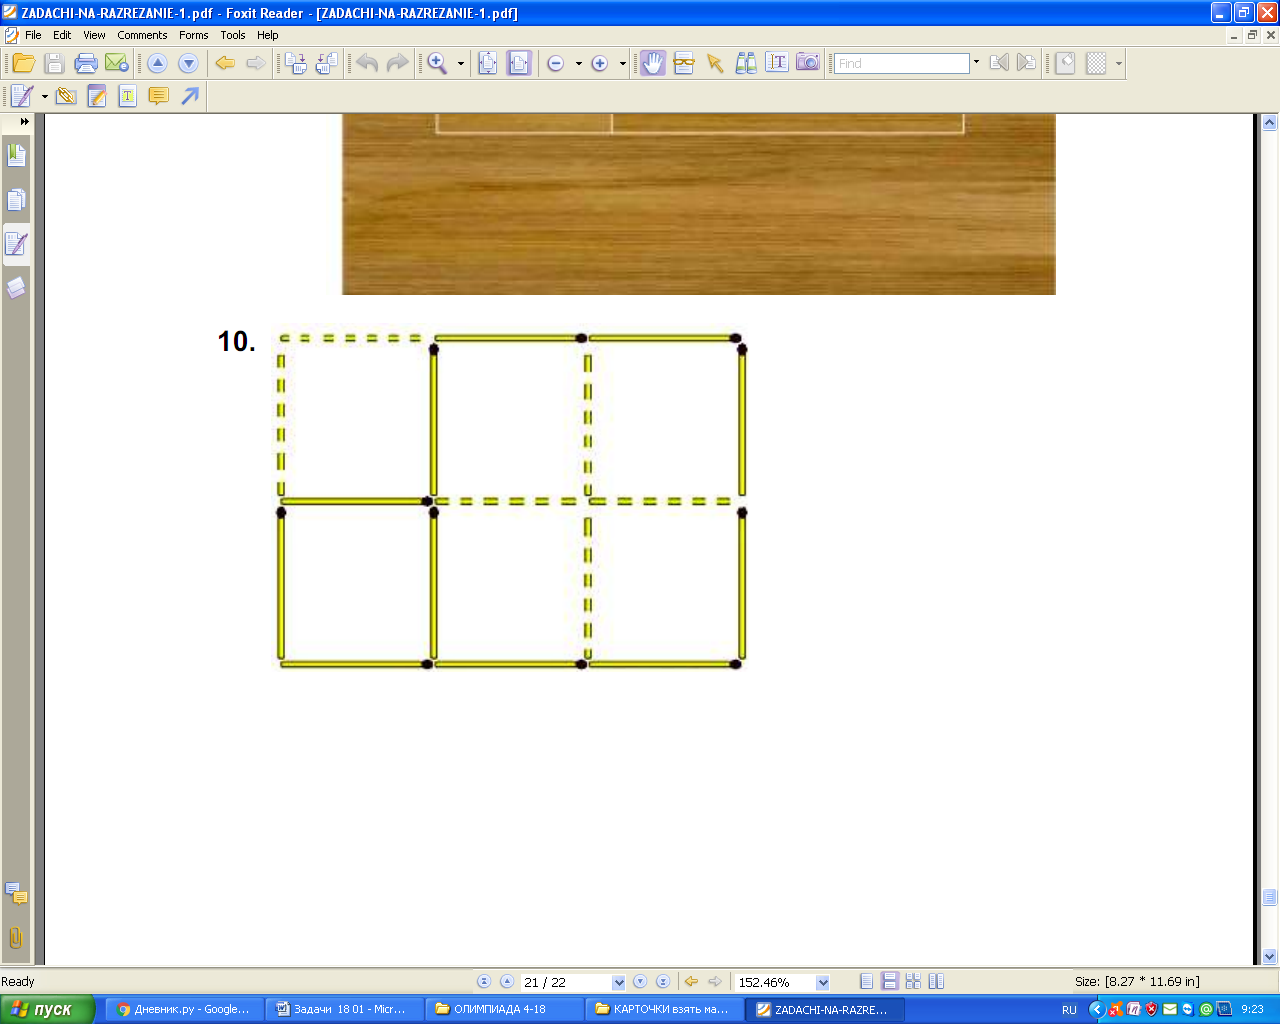 ZADACHI-NA-RAZREZANIE-1.pdf - Foxit Reader - [ZADACHI-NA-RAZREZANIE-1.pdf]
File Edit View Comments Forms Tools Help
Find
10.
21 / 22
152.46%
Ready
Size: [8.27 * 11.69 in]
пуск
Дневник.ру - Google...
Задачи 18 01 - Micr...
ОЛИМПИАДА 4-18
КАРТОЧКИ взять ма...
ZADACHI-NA-RAZRE...
RU
9:23